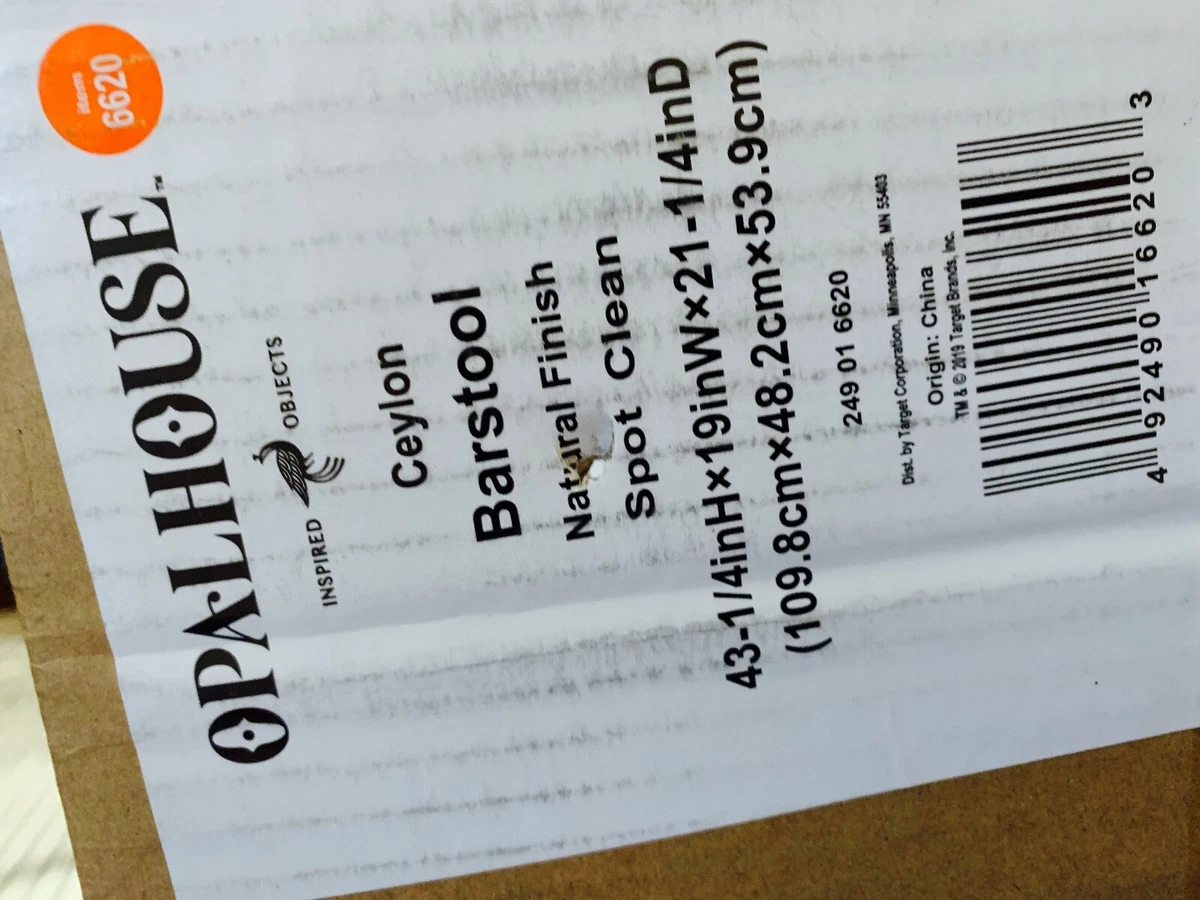 item
6620
OPALHOUSE™
INSPIRED OBJECTS
Ceylon
Barstool
Natural Finish
Spot Clean
43-1/4inH×19inW×21-1/4inD
(109.8cm×48.2cm×53.9cm)
249 01 6620
Dist. by Target Corporation, Minneapolis, MN 55403
Origin: China
TM & © 2019 Target Brands, Inc.
4 92490 16620 3